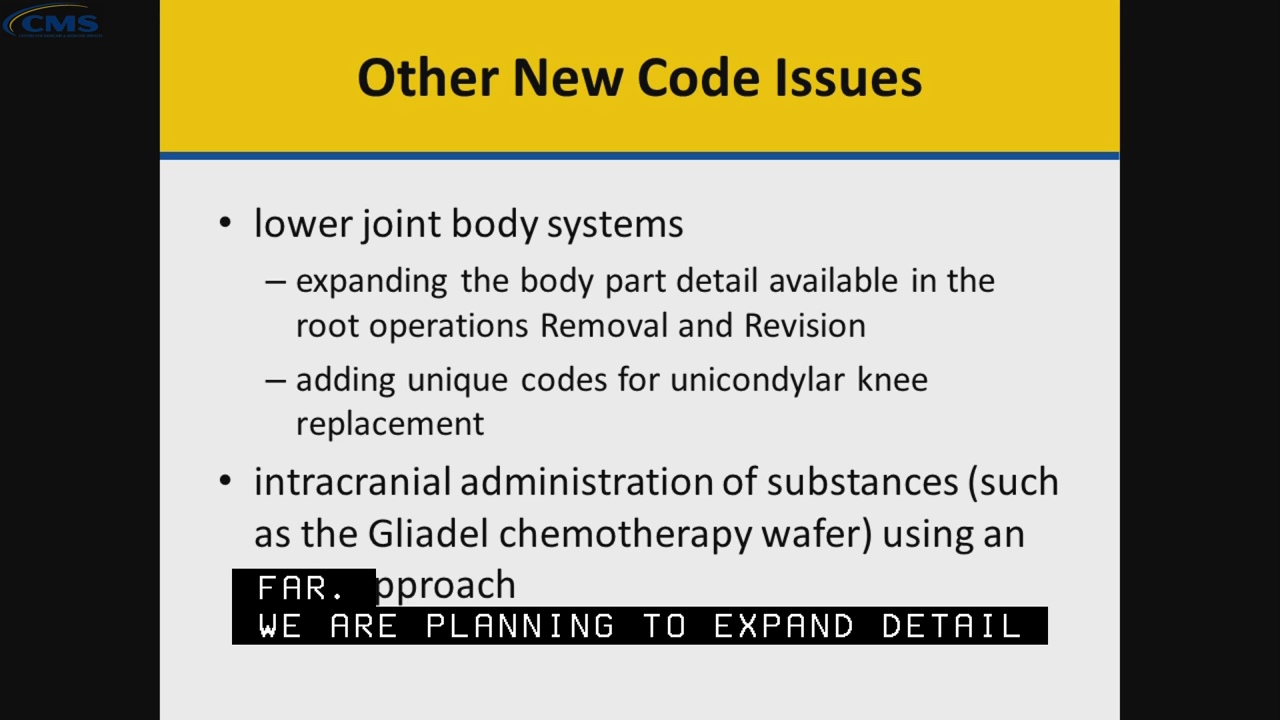 CMS
Other New Code Issues
• lower joint body systems
– expanding the body part detail available in the
root operations Removal and Revision
– adding unique codes for unicondylar knee
replacement
• intracranial administration of substances (such
as the Gliadel chemotherapy wafer) using an
pproach
FAR.
WE ARE PLANNING TO EXPAND DETAIL